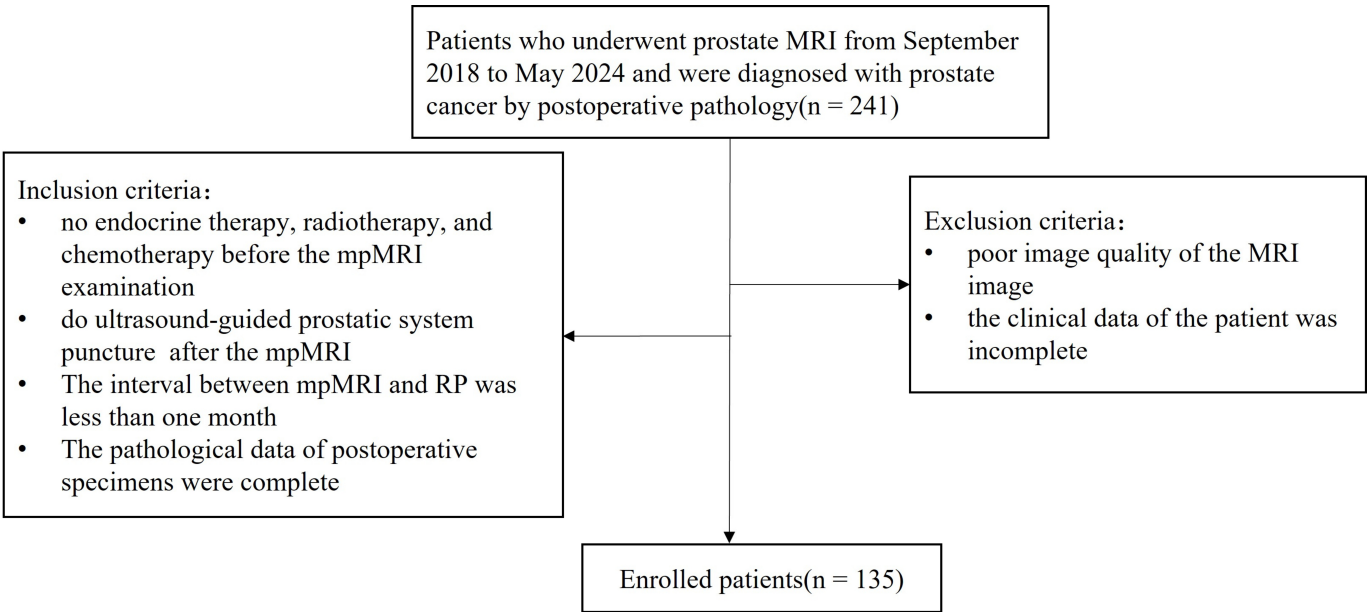 Patients who underwent prostate MRI from September
2018 to May 2024 and were diagnosed with prostate
cancer by postoperative pathology(n = 241)
Inclusion criteria：
• no endocrine therapy, radiotherapy, and
chemotherapy before the mpMRI
examination
• do ultrasound-guided prostatic system
puncture  after the mpMRI
• The interval between mpMRI and RP was
less than one month
• The pathological data of postoperative
specimens were complete
Exclusion criteria：
• poor image quality of the MRI
image
• the clinical data of the patient was
incomplete
Enrolled patients(n = 135)